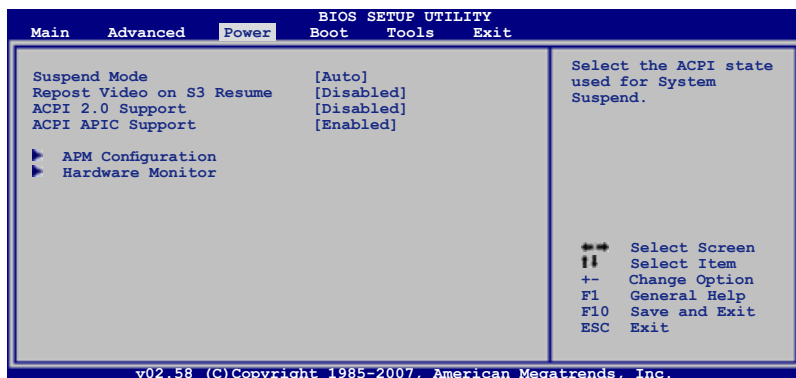 BIOS SETUP UTILITY
Main Advanced Power Boot Tools Exit
Suspend Mode [Auto]
Repost Video on S3 Resume [Disabled]
ACPI 2.0 Support [Disabled]
ACPI APIC Support [Enabled]
APM Configuration
Hardware Monitor
Select the ACPI state
used for System
Suspend.
←→ Select Screen
↑↓ Select Item
+- Change Option
F1 General Help
F10 Save and Exit
ESC Exit
v02.58 (C)Copyright 1985-2007, American Megatrends, Inc.